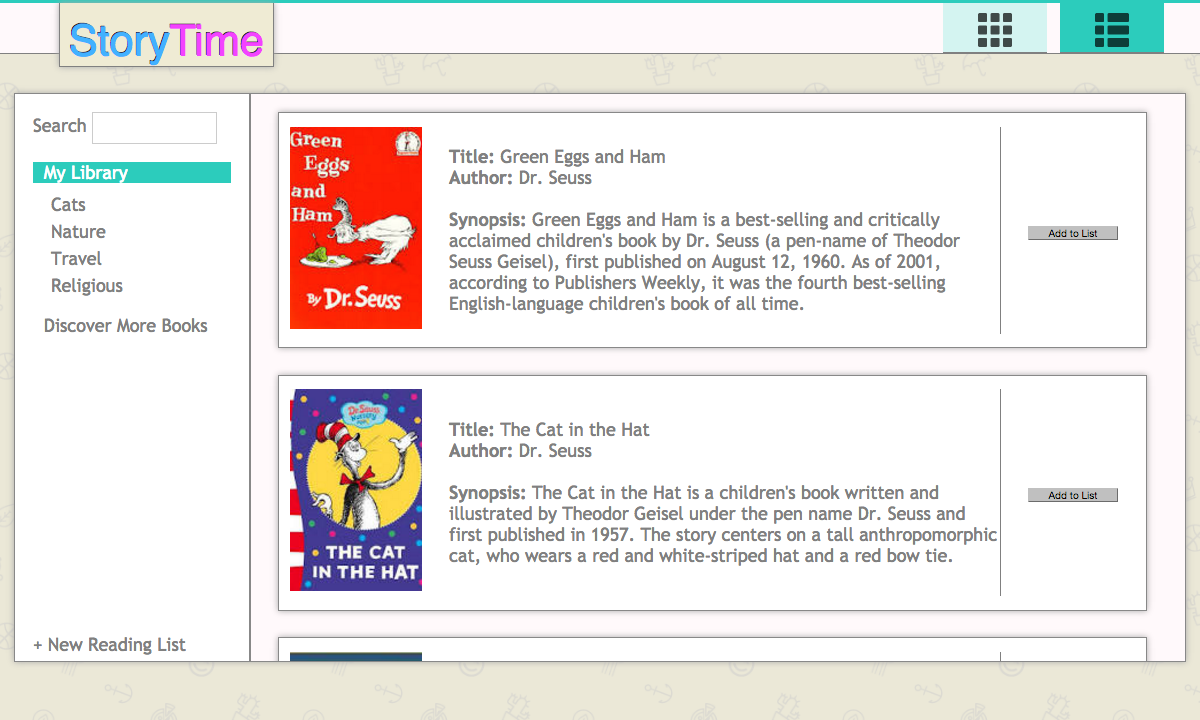 StoryTime
Search
My Library
Cats
Nature
Travel
Religious
Discover More Books
+ New Reading List
Green
Eggs
and
Ham
By Dr. Seuss
Title: Green Eggs and Ham
Author: Dr. Seuss
Synopsis: Green Eggs and Ham is a best-selling and critically
acclaimed children's book by Dr. Seuss (a pen-name of Theodor
Seuss Geisel), first published on August 12, 1960. As of 2001,
according to Publishers Weekly, it was the fourth best-selling
English-language children's book of all time.
Add to List
Dr. Seuss
Nursery
THE CAT
IN THE HAT
Title: The Cat in the Hat
Author: Dr. Seuss
Synopsis: The Cat in the Hat is a children's book written and
illustrated by Theodor Geisel under the pen name Dr. Seuss and
first published in 1957. The story centers on a tall anthropomorphic
cat, who wears a red and white-striped hat and a red bow tie.
Add to List